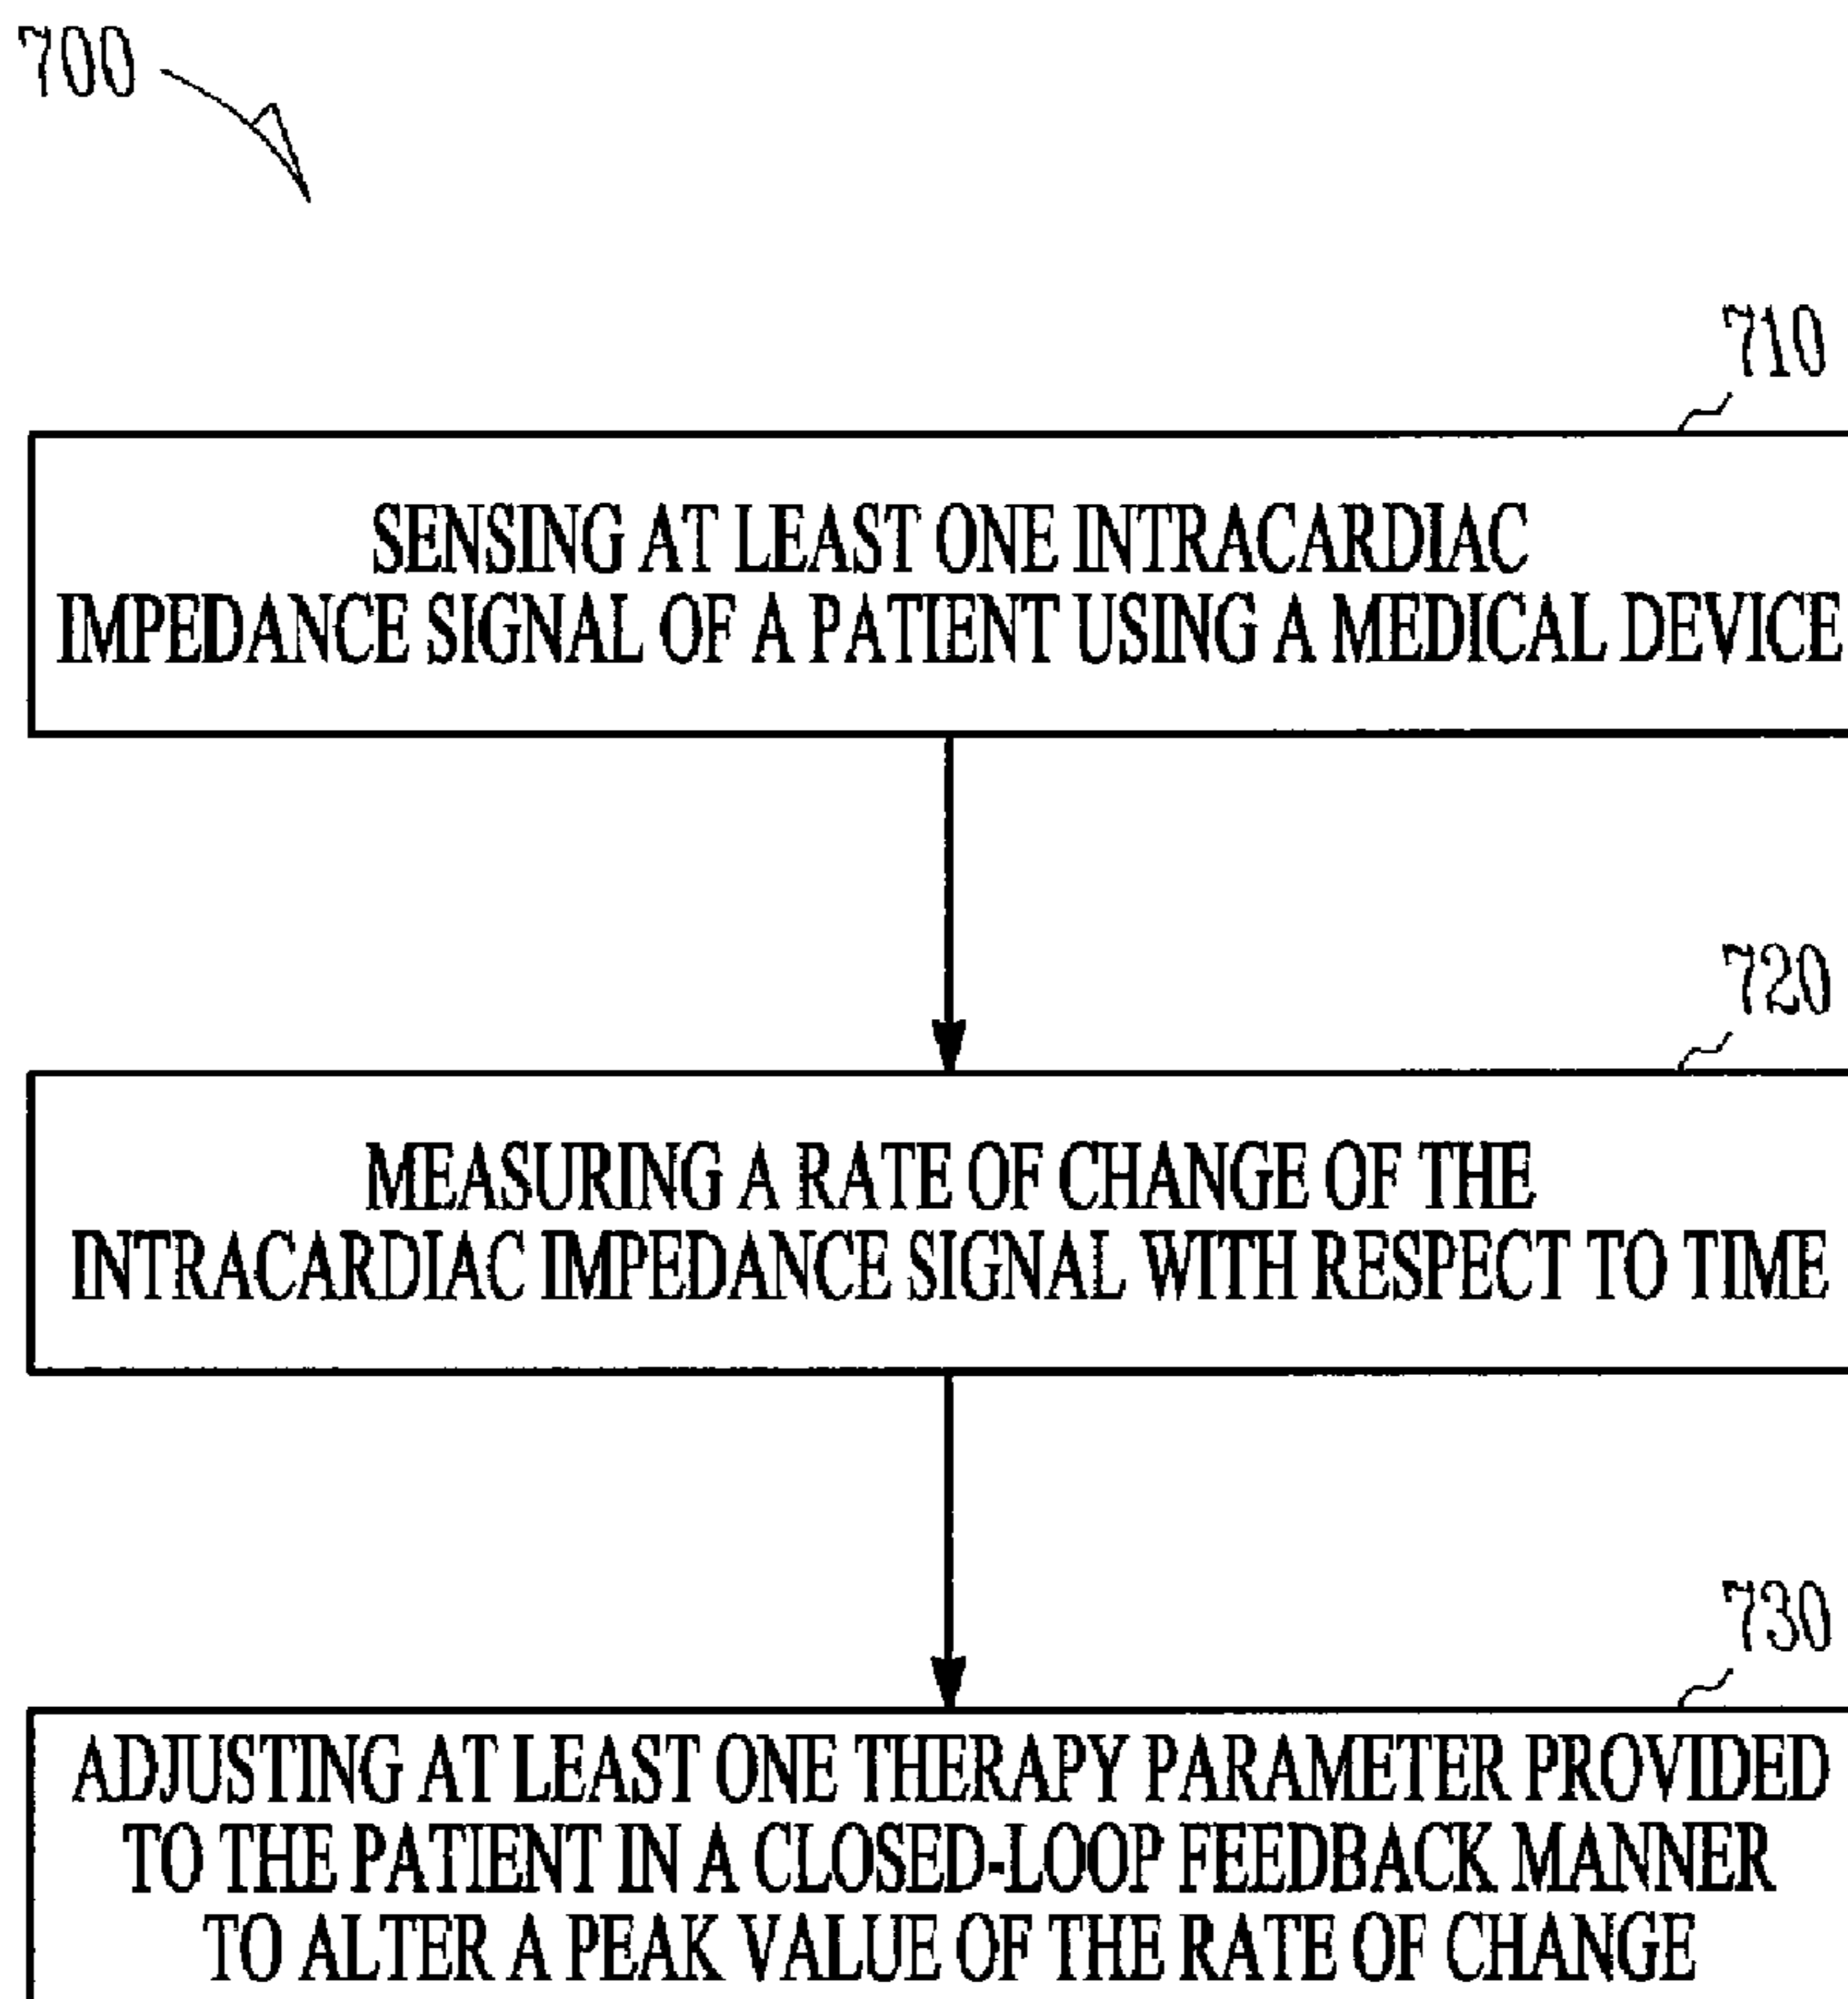 700
710
SENSING AT LEAST ONE INTRACARDIAC
IMPEDANCE SIGNAL OF A PATIENT USING A MEDICAL DEVICE
720
MEASURING A RATE OF CHANGE OF THE
INTRACARDIAC IMPEDANCE SIGNAL WITH RESPECT TO TIME
730
ADJUSTING AT LEAST ONE THERAPY PARAMETER PROVIDED
TO THE PATIENT IN A CLOSED-LOOP FEEDBACK MANNER
TO ALTER A PEAK VALUE OF THE RATE OF CHANGE